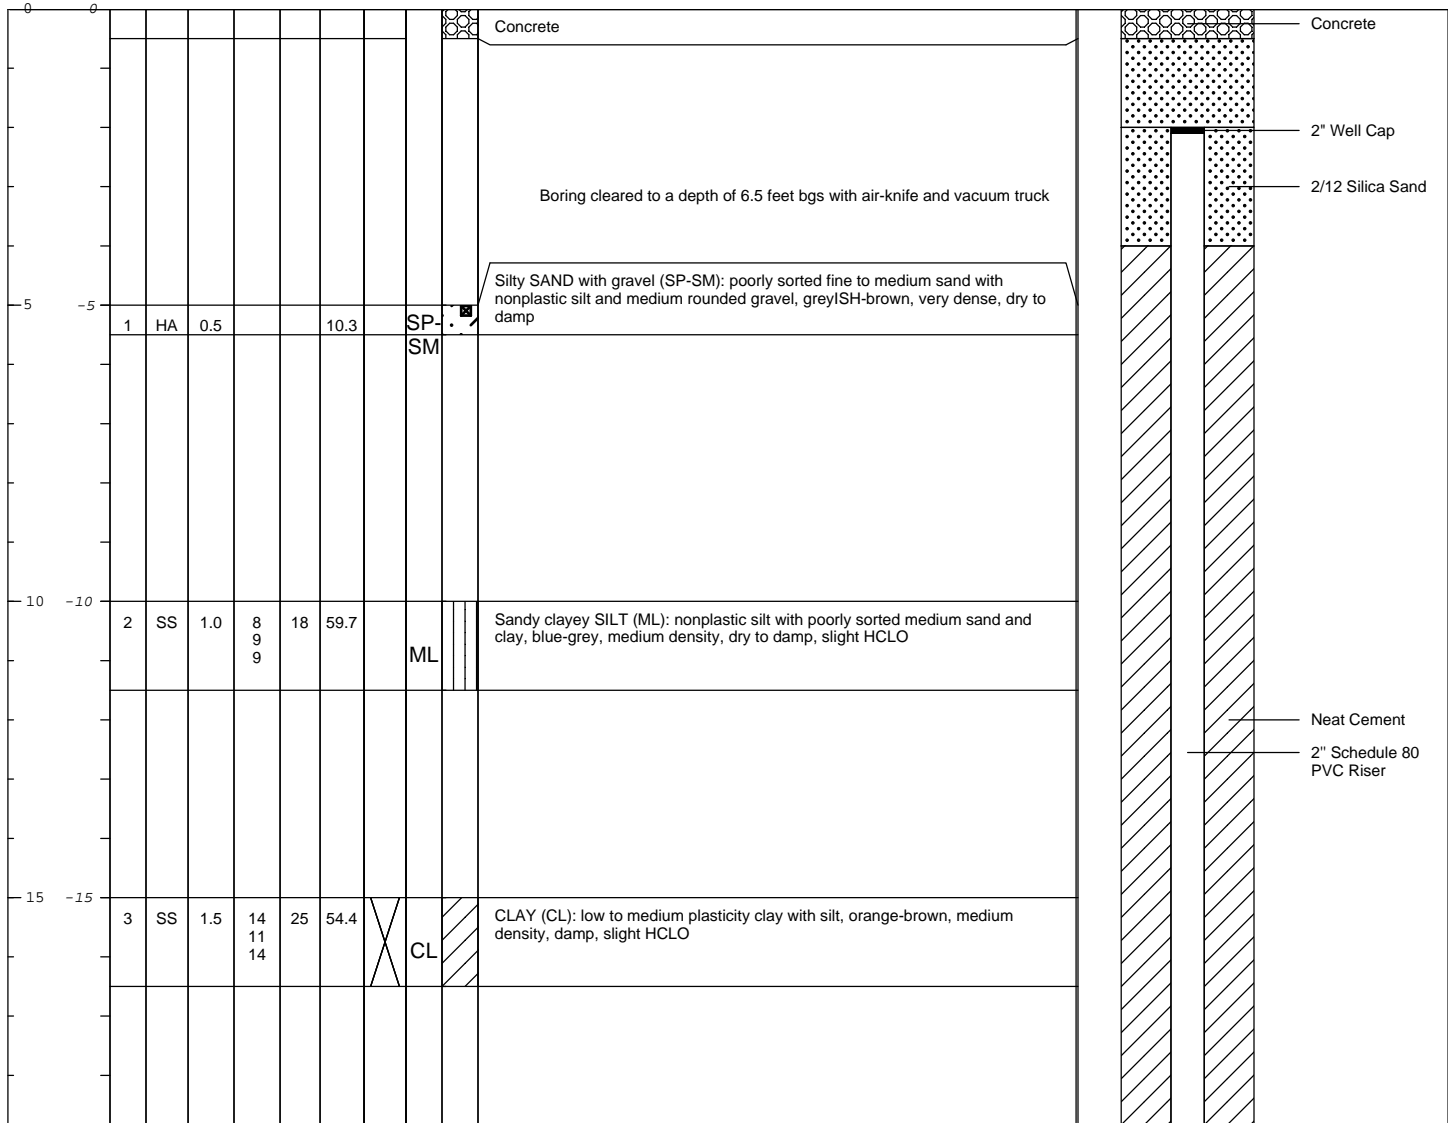 0 0
Concrete
Concrete
2" Well Cap
2/12 Silica Sand
Boring cleared to a depth of 6.5 feet bgs with air-knife and vacuum truck
Silty SAND with gravel (SP-SM): poorly sorted fine to medium sand with
nonplastic silt and medium rounded gravel, greyISH-brown, very dense, dry to
damp
5 -5
1 HA 0.5 10.3 SP-
SM
10 -10
2 SS 1.0 8 18 59.7
9
9
ML
Sandy clayey SILT (ML): nonplastic silt with poorly sorted medium sand and
clay, blue-grey, medium density, dry to damp, slight HCLO
Neat Cement
2" Schedule 80
PVC Riser
15 -15
3 SS 1.5 14 25 54.4
11
14
CL
CLAY (CL): low to medium plasticity clay with silt, orange-brown, medium
density, damp, slight HCLO